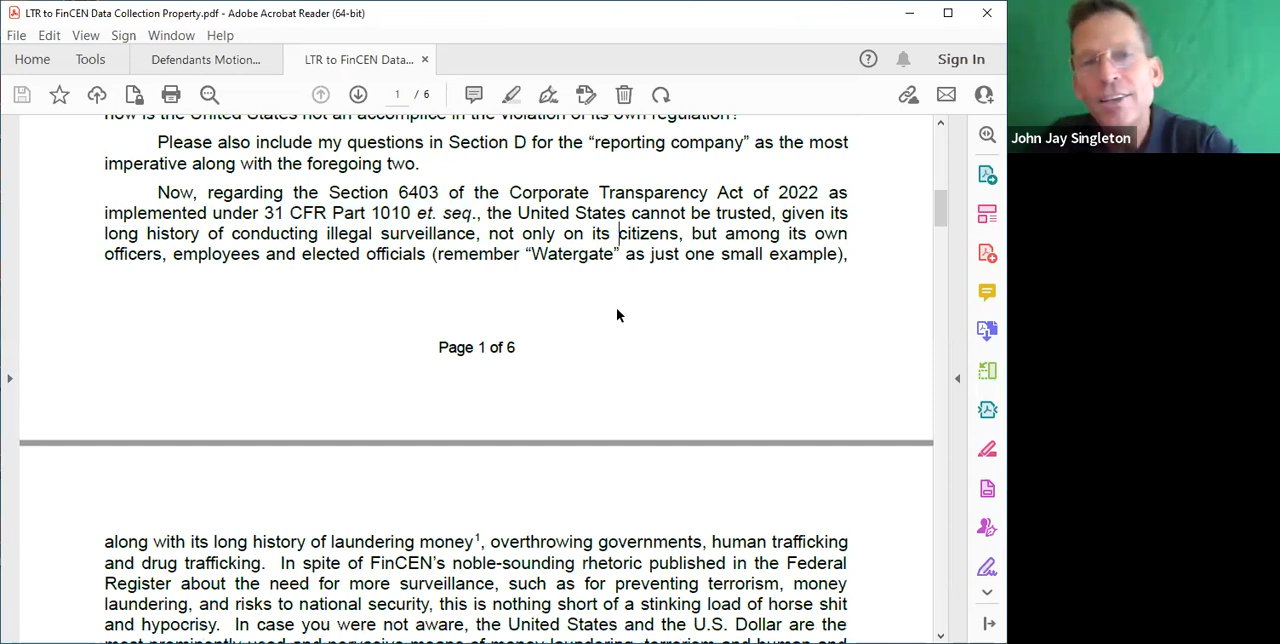 LTR to FinCEN Data Collection Property.pdf - Adobe Acrobat Reader (64-bit)
File Edit View Sign Window Help
Home Tools Defendants Motion... LTR to FinCEN Data... × Sign In
1 / 6
John Jay Singleton
now is the United States not an accomplice in the violation of its own regulation?
Please also include my questions in Section D for the “reporting company” as the most
imperative along with the foregoing two.
Now, regarding the Section 6403 of the Corporate Transparency Act of 2022 as
implemented under 31 CFR Part 1010 et. seq., the United States cannot be trusted, given its
long history of conducting illegal surveillance, not only on its citizens, but among its own
officers, employees and elected officials (remember “Watergate” as just one small example),
Page 1 of 6
along with its long history of laundering money1, overthrowing governments, human trafficking
and drug trafficking. In spite of FinCEN’s noble-sounding rhetoric published in the Federal
Register about the need for more surveillance, such as for preventing terrorism, money
laundering, and risks to national security, this is nothing short of a stinking load of horse shit
and hypocrisy. In case you were not aware, the United States and the U.S. Dollar are the
most prominently used and pervasive means of money laundering, terrorism and human and